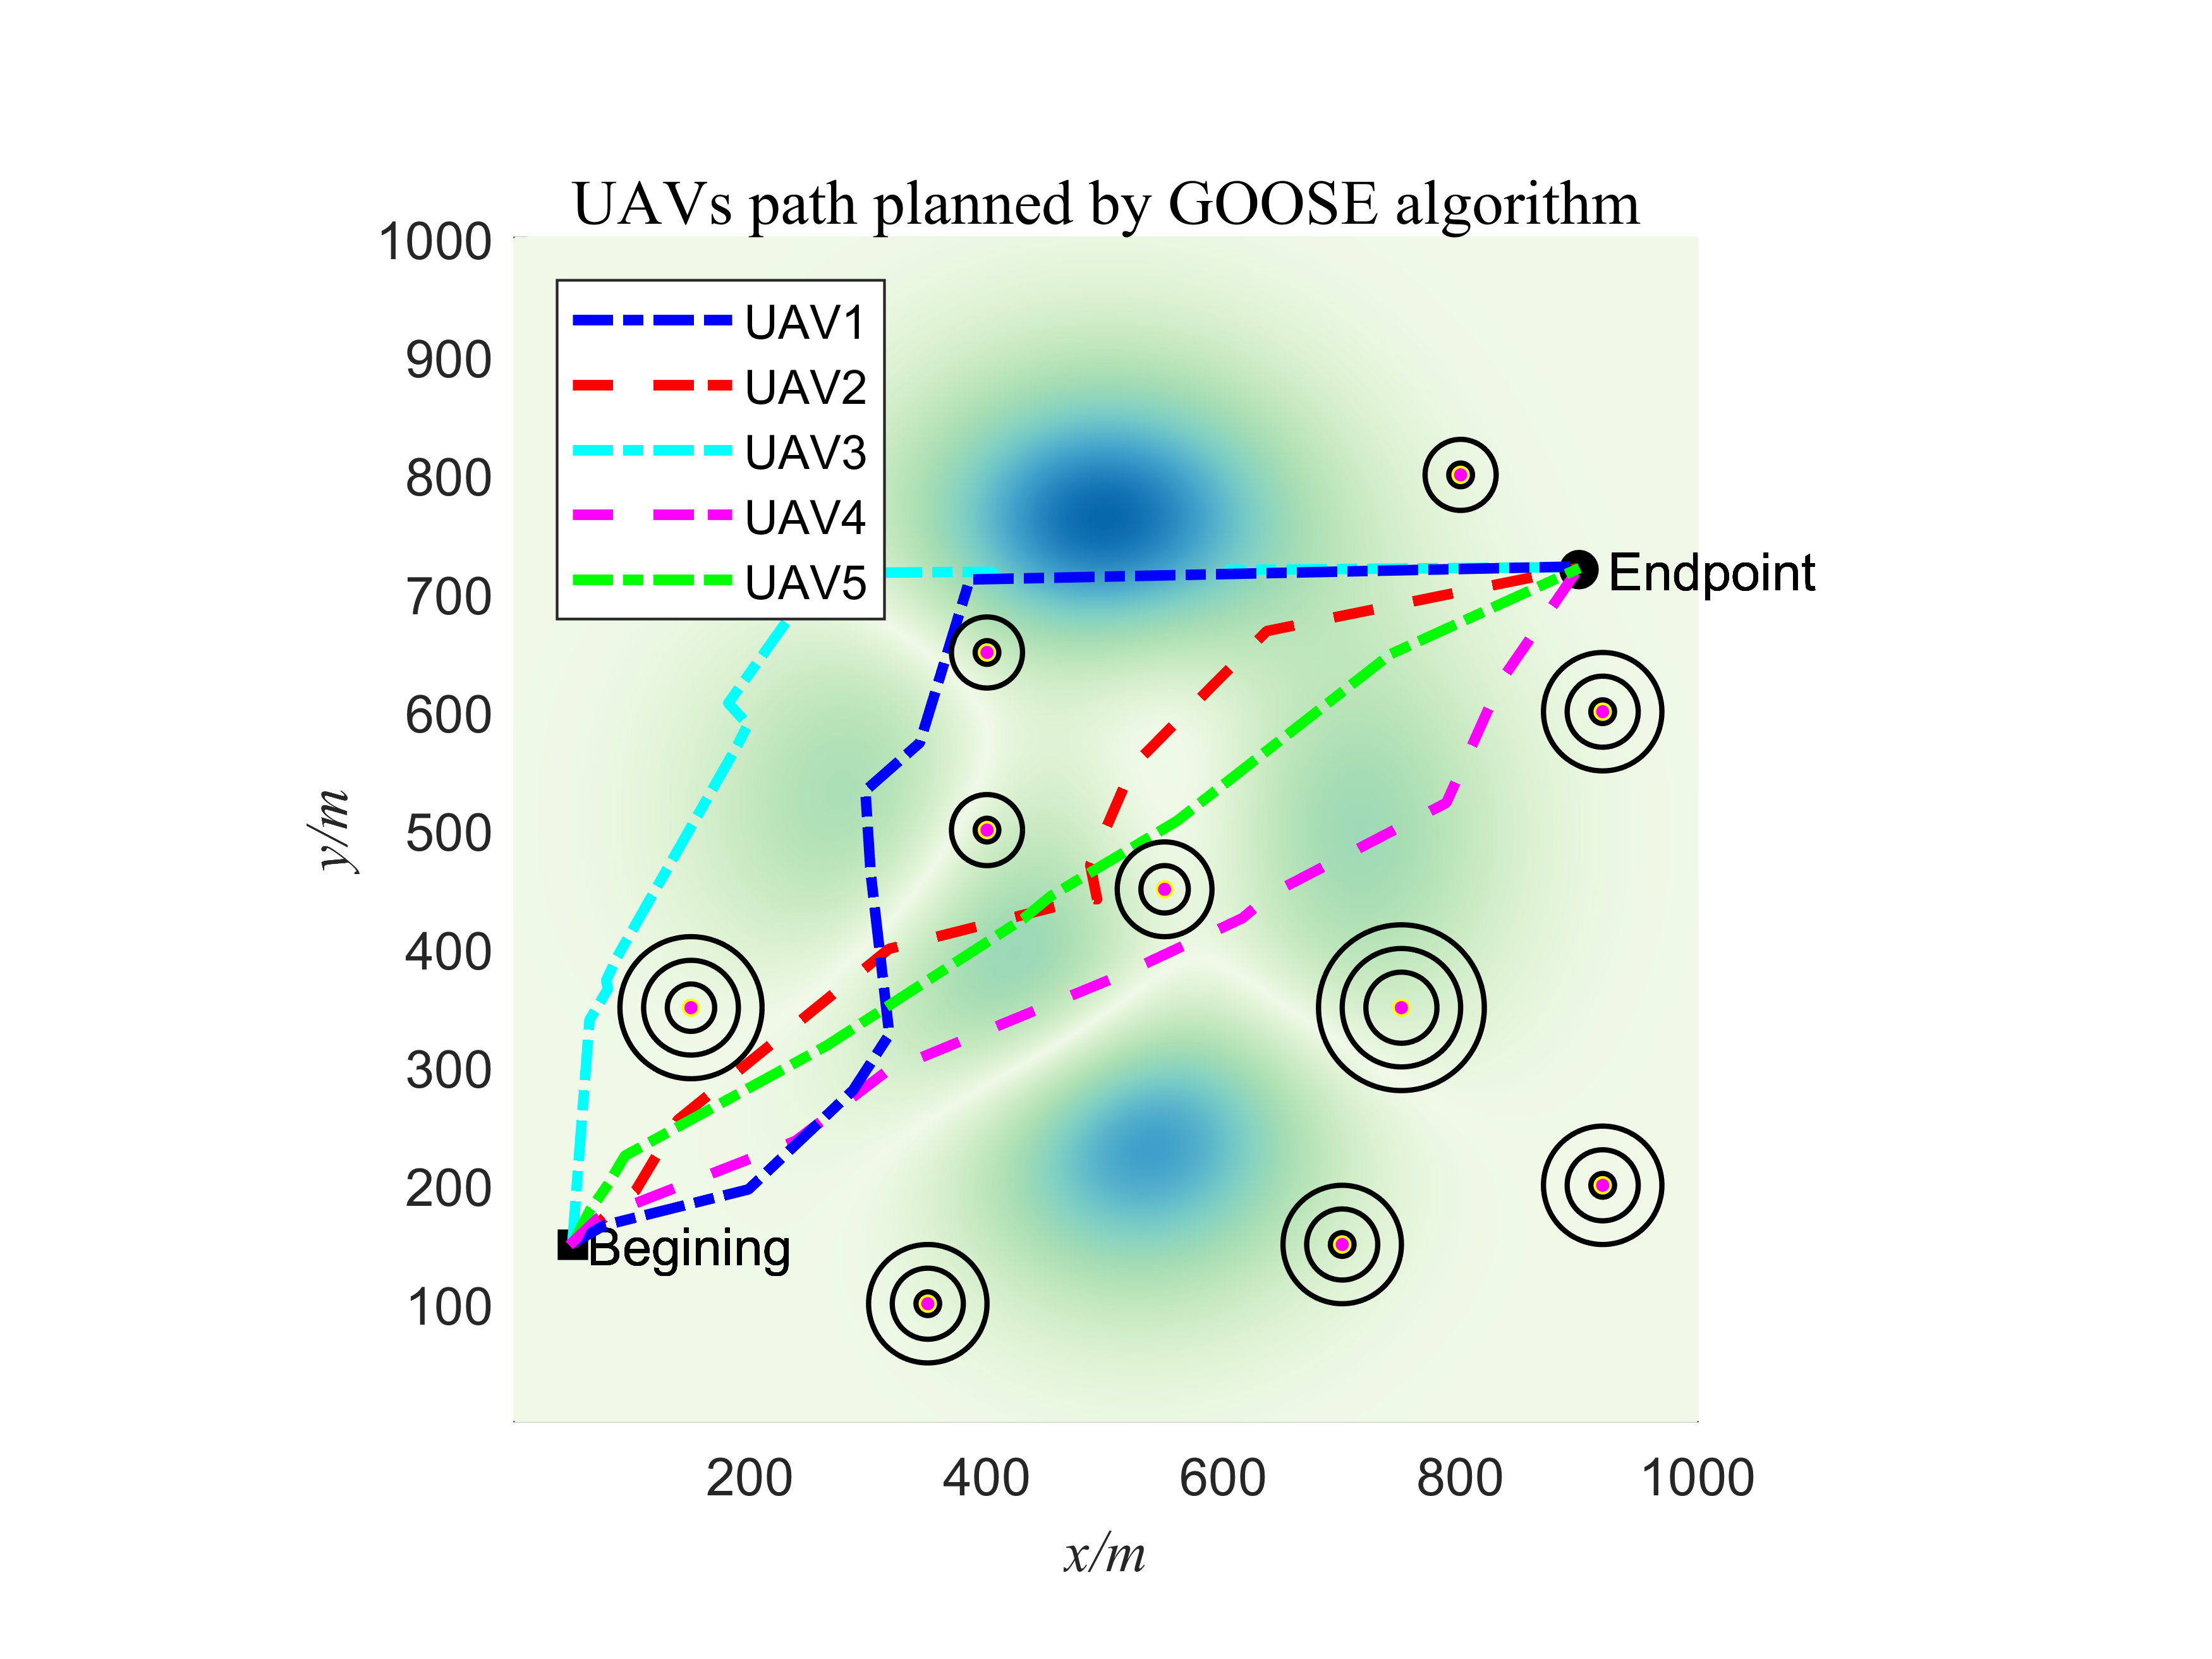 UAVs path planned by GOOSE algorithm
1000
900
800
700
600
500
400
300
200
100
y/m
UAV1
UAV2
UAV3
UAV4
UAV5
Endpoint
Begining
200 400 600 800 1000
x/m